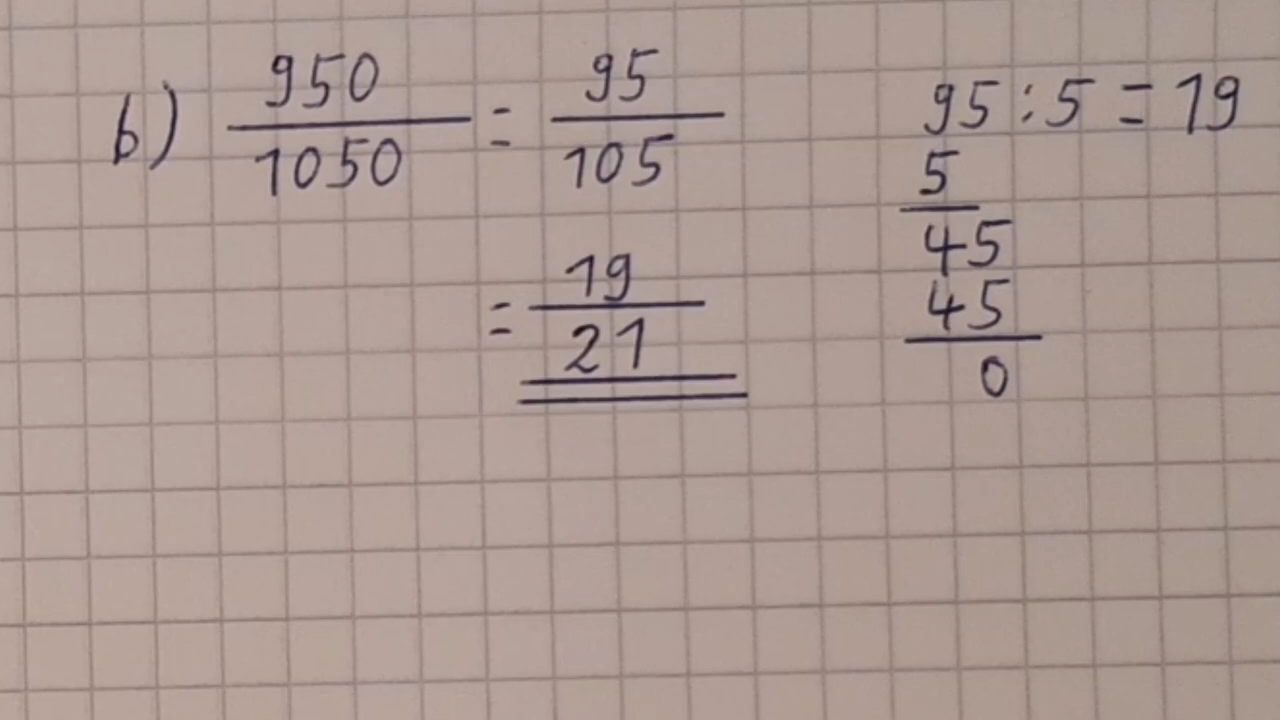 b) 950/1050 = 95/105
= 19/21
95 : 5 = 19
5
45
45
0